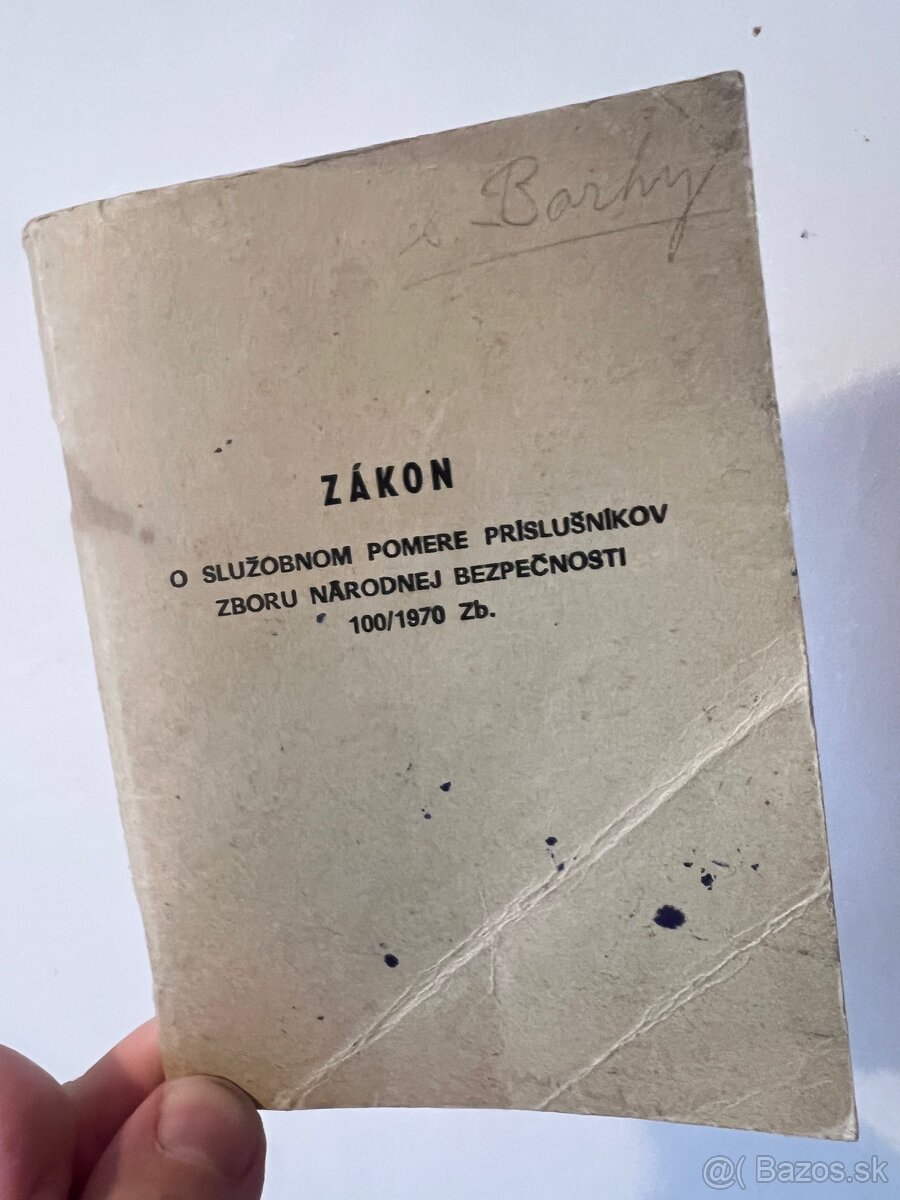 Barhy
ZÁKON
O SLUŽOBNOM POMERE PRÍSLUŠNÍKOV
ZBORU NÁRODNEJ BEZPEČNOSTI
100/1970 Zb.
@( Bazos.sk